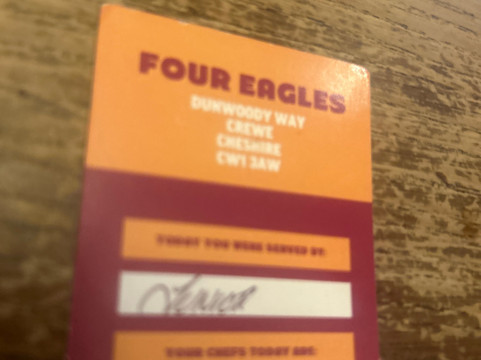 FOUR EAGLES
DUNWOODY WAY
CREWE
CHESHIRE
CW1 3AW
TODAY YOU WERE SERVED BY:
YOUR CHEFS TODAY ARE: